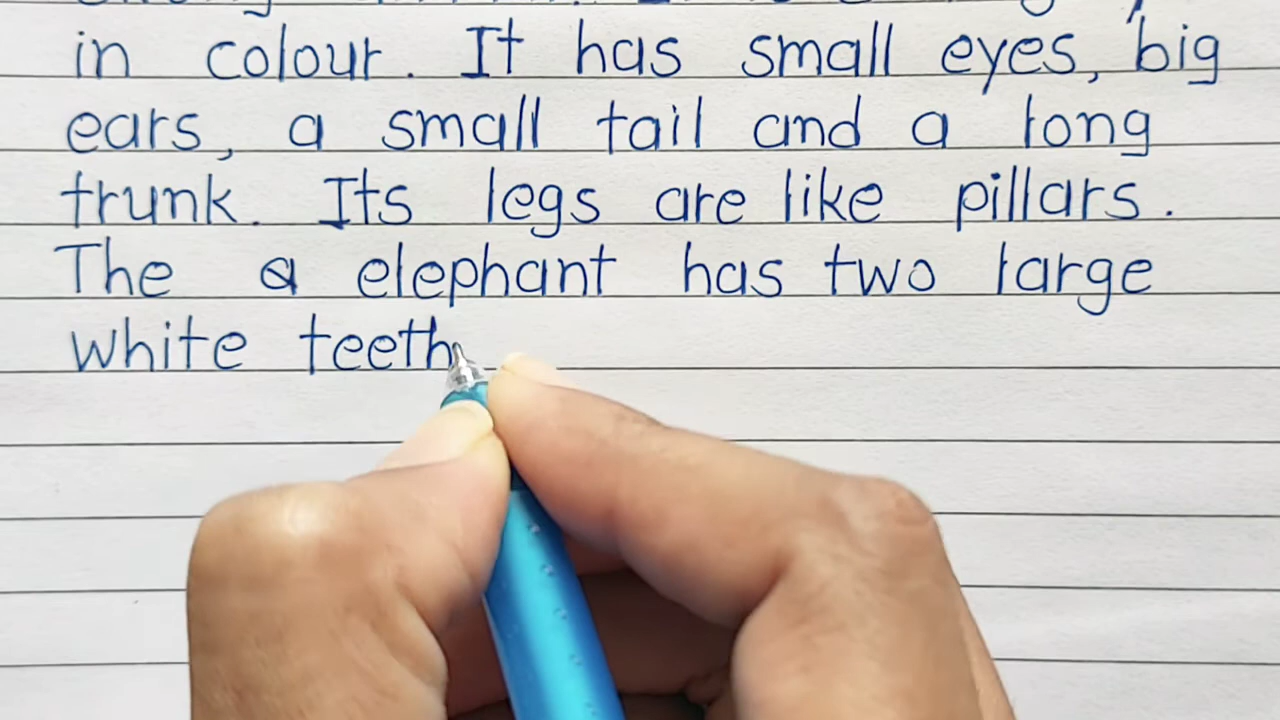 in colour. It has small eyes, big
ears, a small tail and a long
trunk. Its legs are like pillars.
The a elephant has two large
white teeth